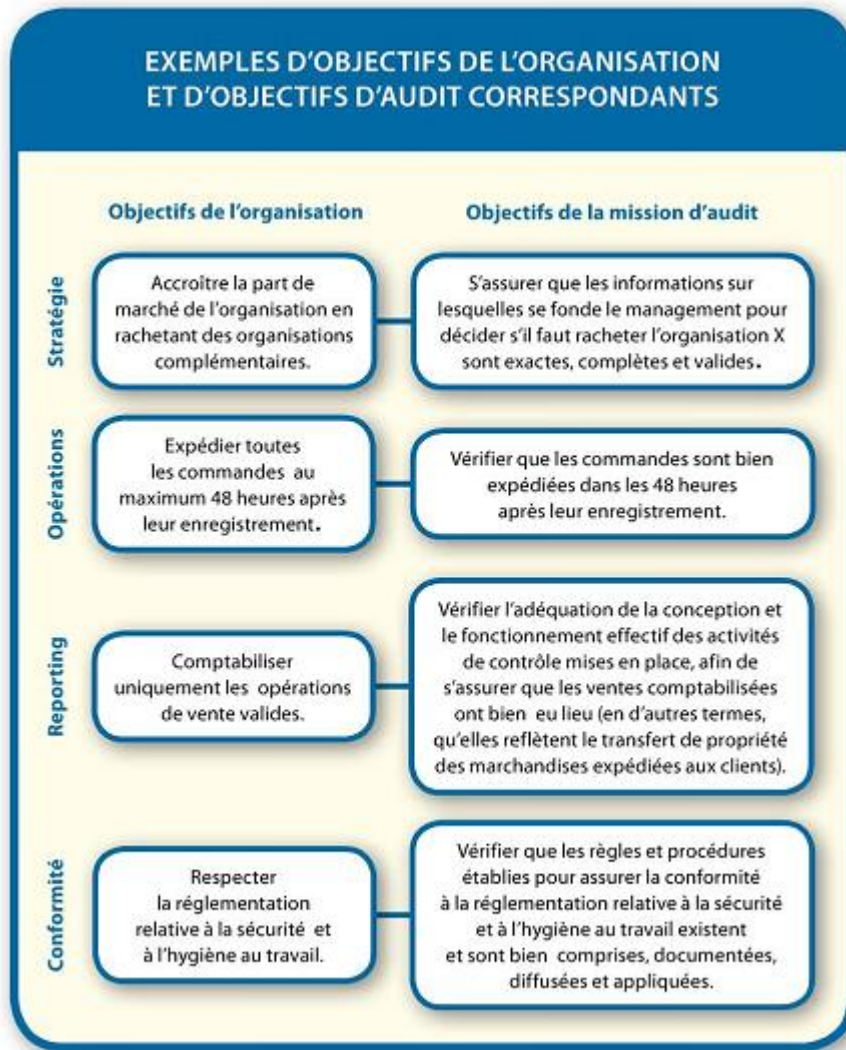 EXEMPLES D'OBJECTIFS DE L'ORGANISATION
ET D'OBJECTIFS D'AUDIT CORRESPONDANTS
Objectifs de l'organisation
Objectifs de la mission d'audit
Stratégie
Accroître la part de
marché de l'organisation en
rachetant des organisations
complémentaires.
S'assurer que les informations sur
lesquelles se fonde le management pour
décider s'il faut racheter l'organisation X
sont exactes, complètes et valides.
Opérations
Expédier toutes
les commandes au
maximum 48 heures après
leur enregistrement.
Vérifier que les commandes sont bien
expédiées dans les 48 heures
après leur enregistrement.
Reporting
Comptabiliser
uniquement les opérations
de vente valides.
Vérifier l'adéquation de la conception et
le fonctionnement effectif des activités
de contrôle mises en place, afin de
s'assurer que les ventes comptabilisées
ont bien eu lieu (en d'autres termes,
qu'elles reflètent le transfert de propriété
des marchandises expédiées aux clients).
Conformité
Respecter
la réglementation
relative à la sécurité et
à l'hygiène au travail.
Vérifier que les règles et procédures
établies pour assurer la conformité
à la réglementation relative à la sécurité
et à l'hygiène au travail existent
et sont bien comprises, documentées,
diffusées et appliquées.